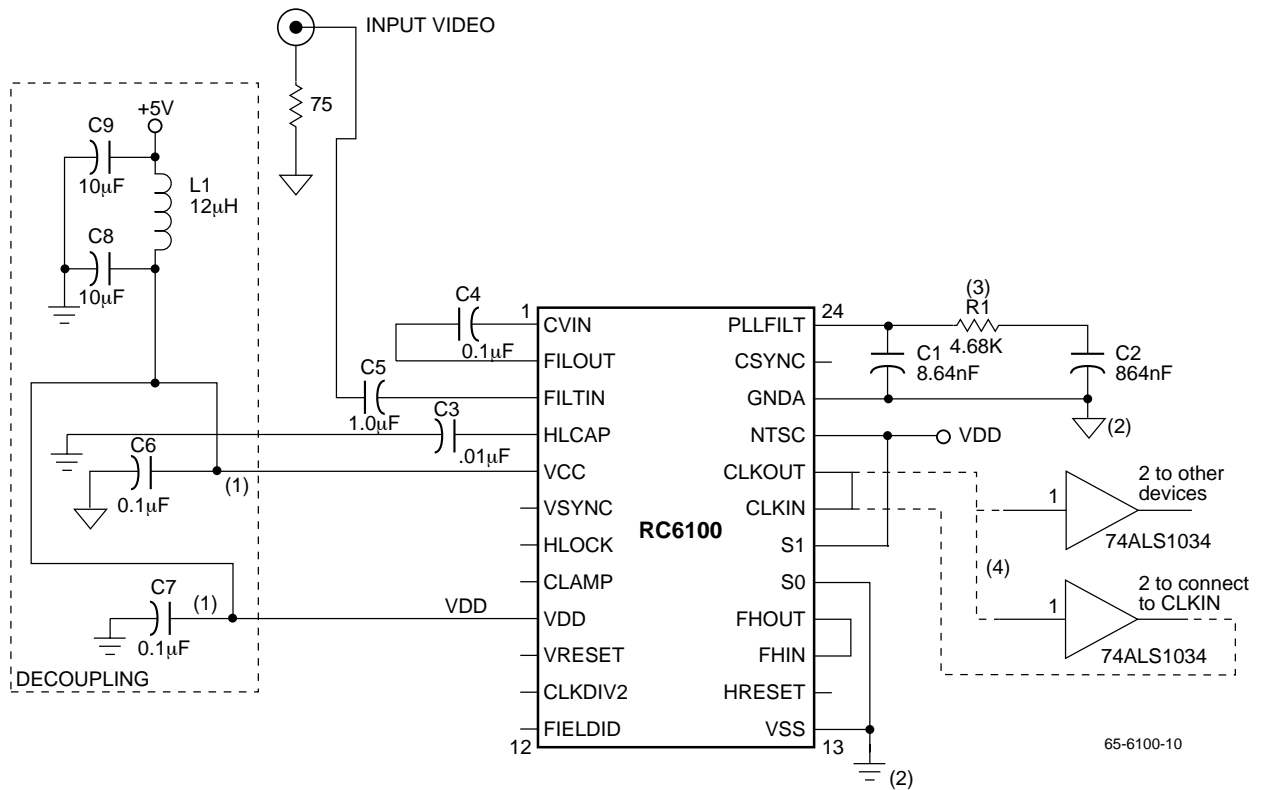 INPUT VIDEO
75
+5V
C9
10µF
L1
12µH
C8
10µF
C4
0.1µF
C5
1.0µF
C3
.01µF
C6
0.1µF
(1)
C7
0.1µF
(1)
VDD
DECOUPLING
1
12
CVIN
FILOUT
FILTIN
HLCAP
VCC
VSYNC
HLOCK
CLAMP
VDD
VRESET
CLKDIV2
FIELDID
RC6100
24
13
PLLFILT
CSYNC
GNDA
NTSC
CLKOUT
CLKIN
S1
S0
FHOUT
FHIN
HRESET
VSS
(3)
R1
4.68K
C1
8.64nF
C2
864nF
(2)
VDD
1
2 to other
devices
74ALS1034
(4)
1
2 to connect
to CLKIN
74ALS1034
(2)
65-6100-10